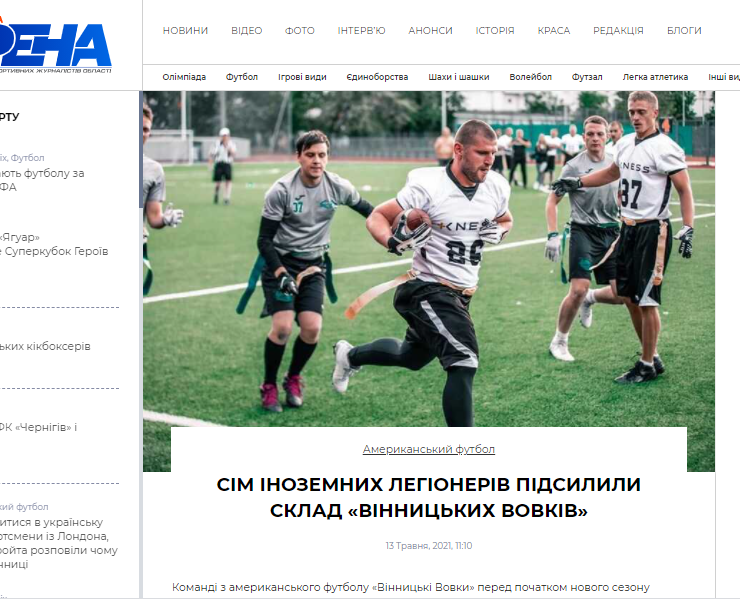 НОВИНИ ВІДЕО ФОТО ІНТЕРВ'Ю АНОНСИ ІСТОРІЯ КРАСА РЕДАКЦІЯ БЛОГИ
РЕНА
ОРТИВНИХ ЖУРНАЛІСТІВ ОБЛАСТІ
Олімпіада Футбол Ігрові види Єдиноборства Шахи і шашки Волейбол Футзал Легка атлетика Інші ви
РТУ
іх, Футбол
ають футболу за
ФА
«Ягуар»
е Суперкубок Героїв
ьких кікбоксерів
ФК «Чернігів» і
кий футбол
итися в українську
ртсмени із Лондона,
ройта розповіли чому
нниці
37
KNESS
26
NESS
37
Американський футбол
СІМ ІНОЗЕМНИХ ЛЕГІОНЕРІВ ПІДСИЛИЛИ
СКЛАД «ВІННИЦЬКИХ ВОВКІВ»
13 Травня, 2021, 11:10
Команді з американського футболу «Вінницькі Вовки» перед початком нового сезону